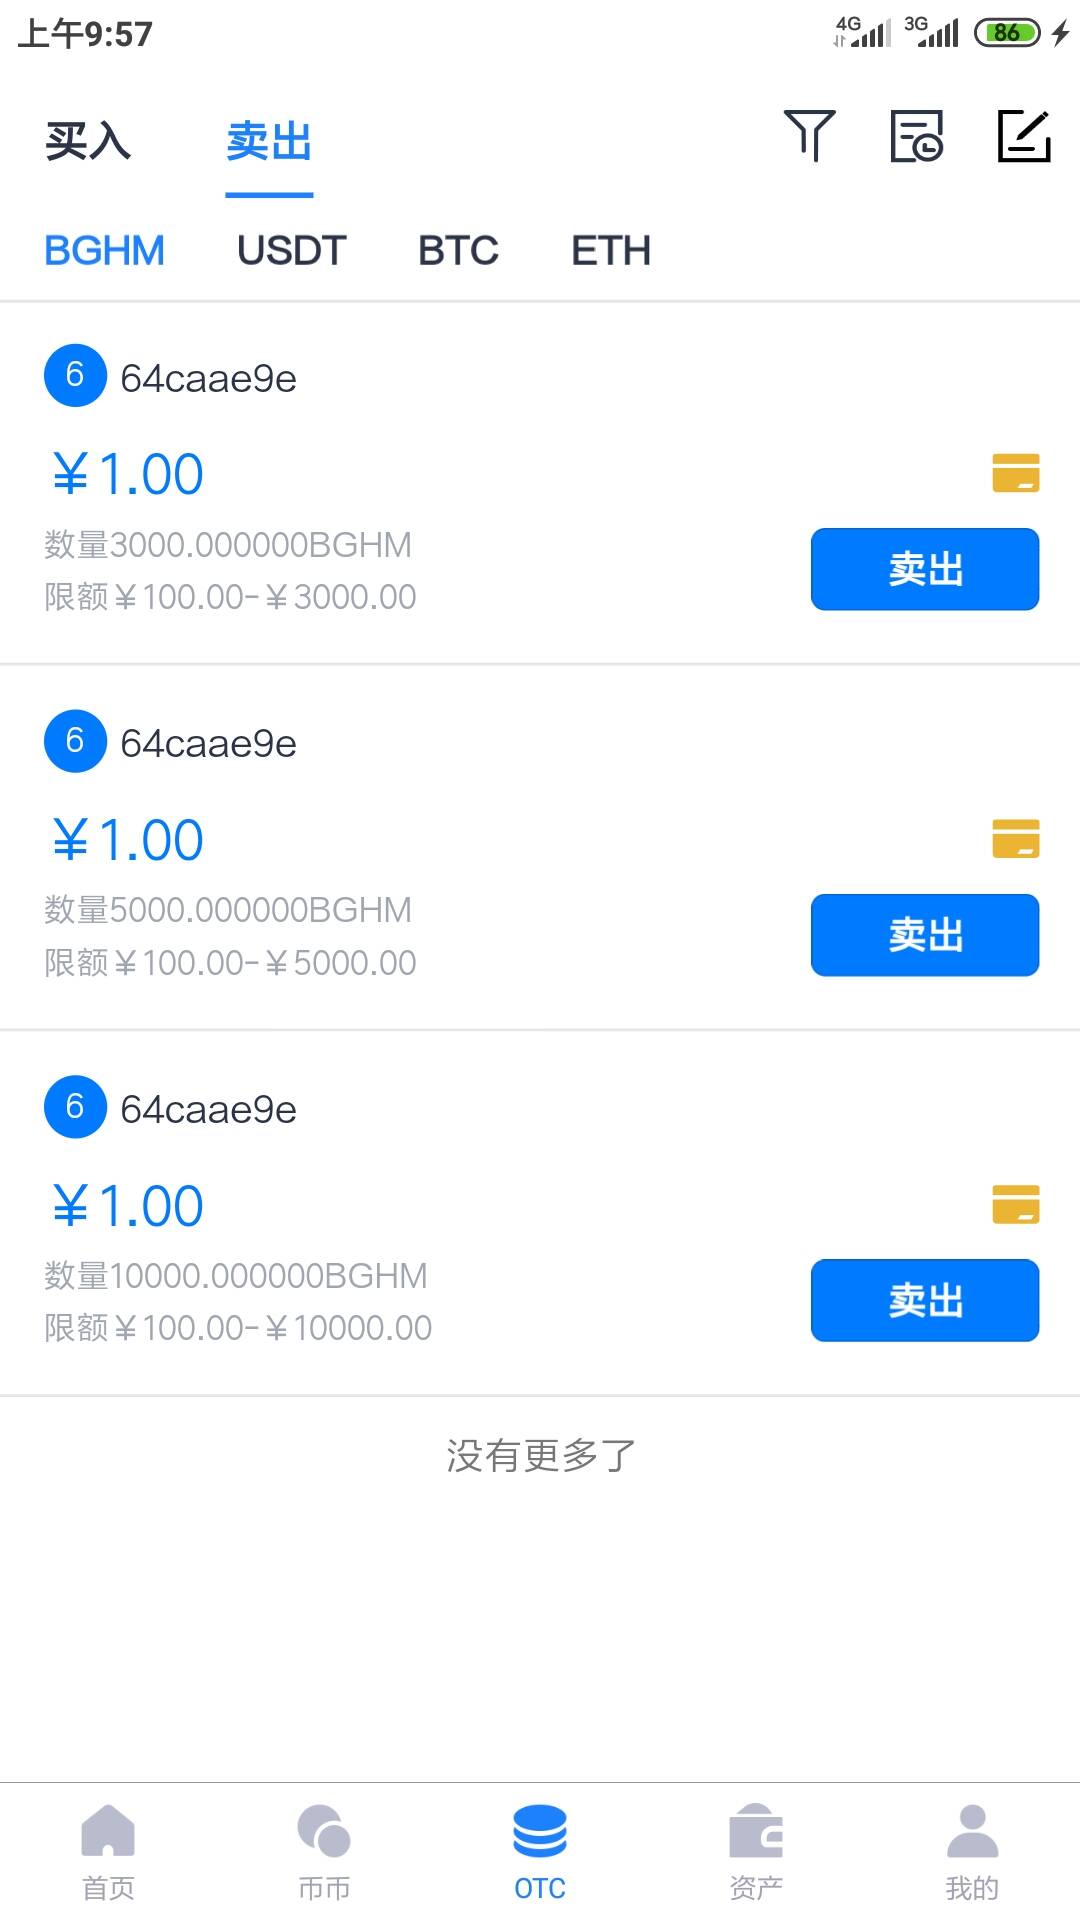 上午9:57 4G 3G 86
买入 卖出
BGHM USDT BTC ETH
6 64caae9e
￥1.00
数量3000.000000BGHM
限额￥100.00-￥3000.00
卖出
6 64caae9e
￥1.00
数量5000.000000BGHM
限额￥100.00-￥5000.00
卖出
6 64caae9e
￥1.00
数量10000.000000BGHM
限额￥100.00-￥10000.00
卖出
没有更多了
首页 币币 OTC 资产 我的